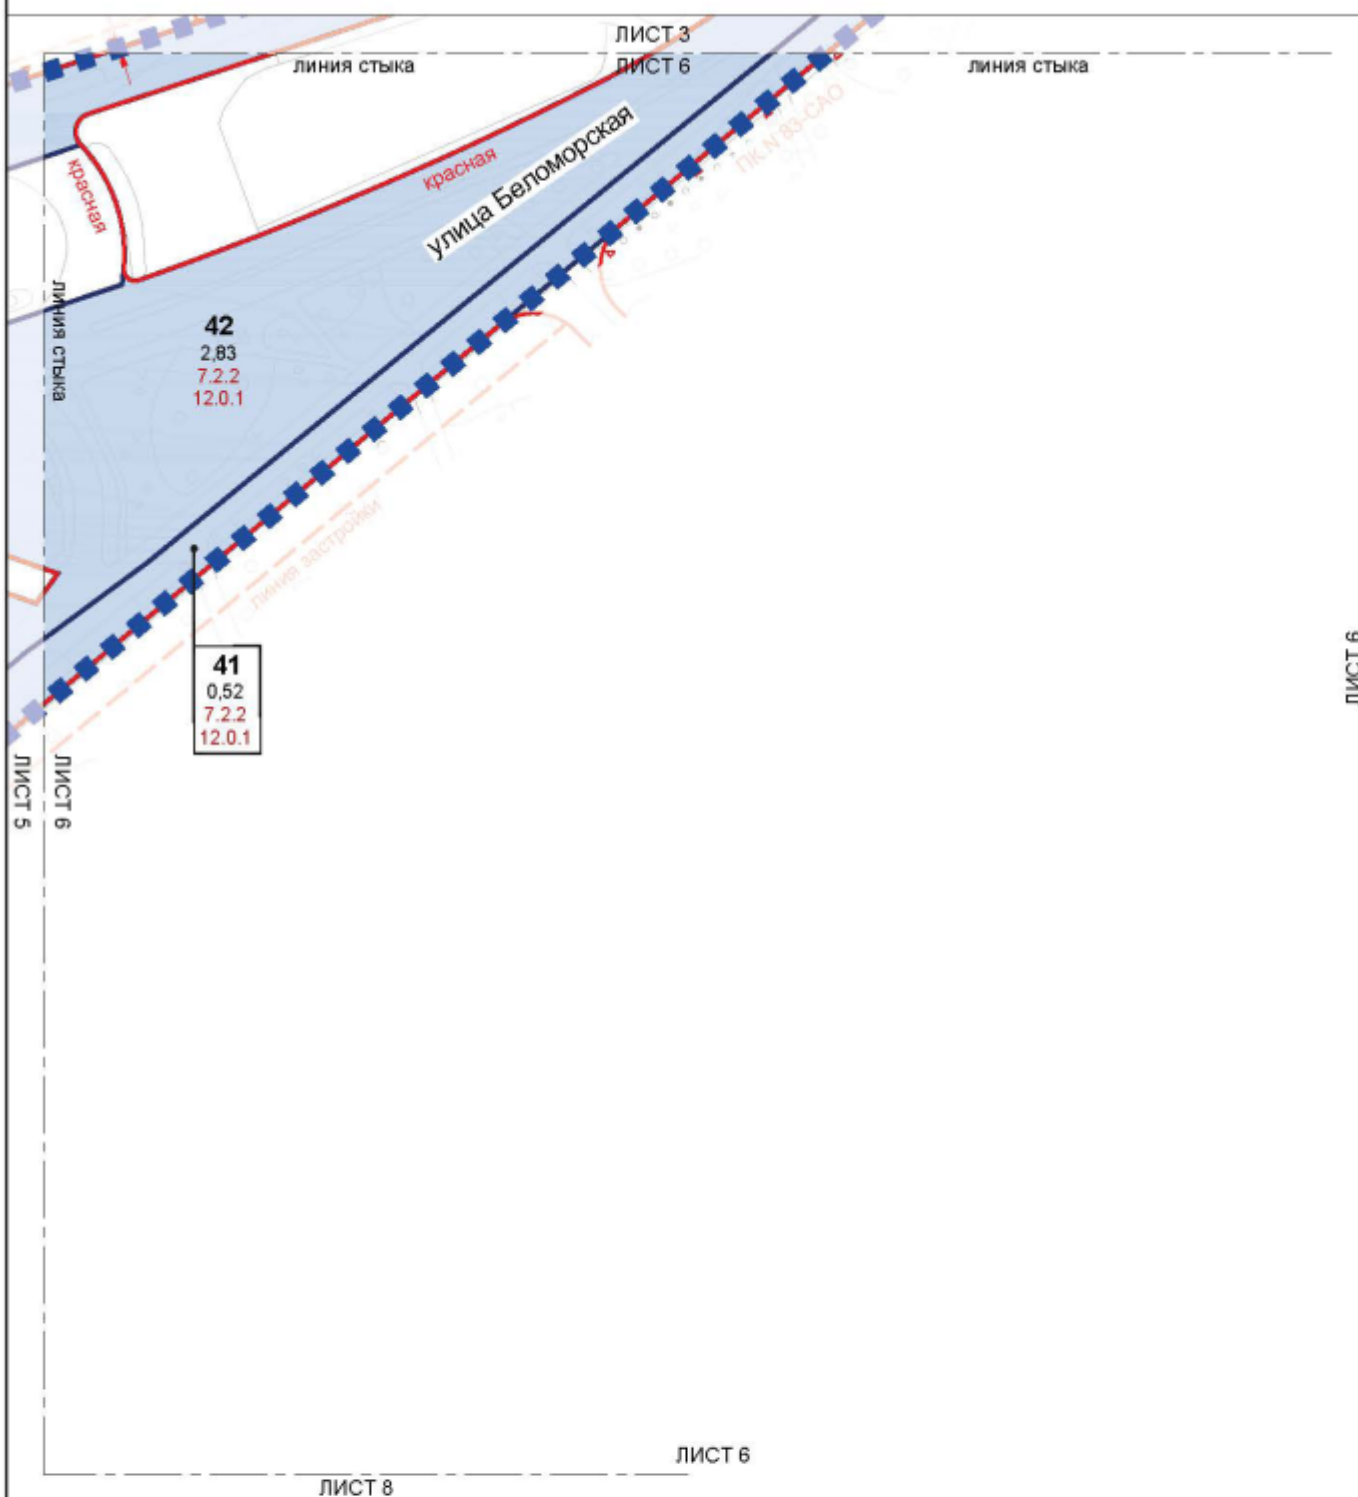 ЛИСТ 3
линия стыка
ЛИСТ 6
линия стыка
ПК N 83-САО
красная
красная
улица Беломорская
линия стыка
42
2,83
7.2.2
12.0.1
линия застройки
41
0,52
7.2.2
12.0.1
ЛИСТ 6
ЛИСТ 5
ЛИСТ 6
ЛИСТ 6
ЛИСТ 8